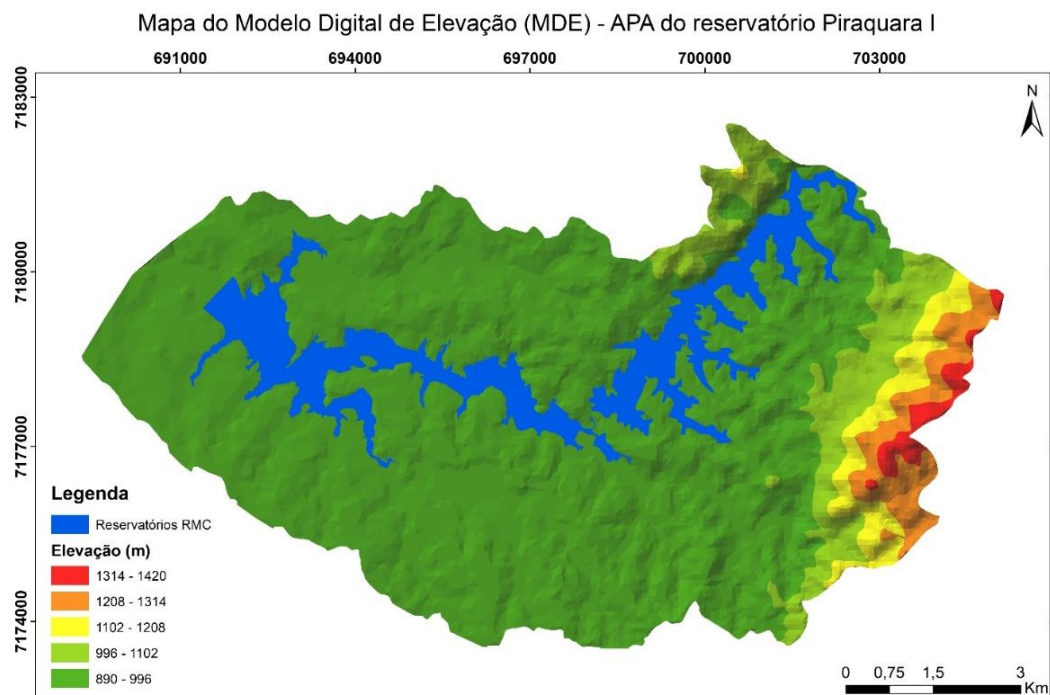 Mapa do Modelo Digital de Elevação (MDE) - APA do reservatório Piraquara I
691000 694000 697000 700000 703000
7183000
N
7180000
7177000
7174000
Legenda
Reservatórios RMC
Elevação (m)
1314 - 1420
1208 - 1314
1102 - 1208
996 - 1102
890 - 996
0 0,75 1,5 3
Km